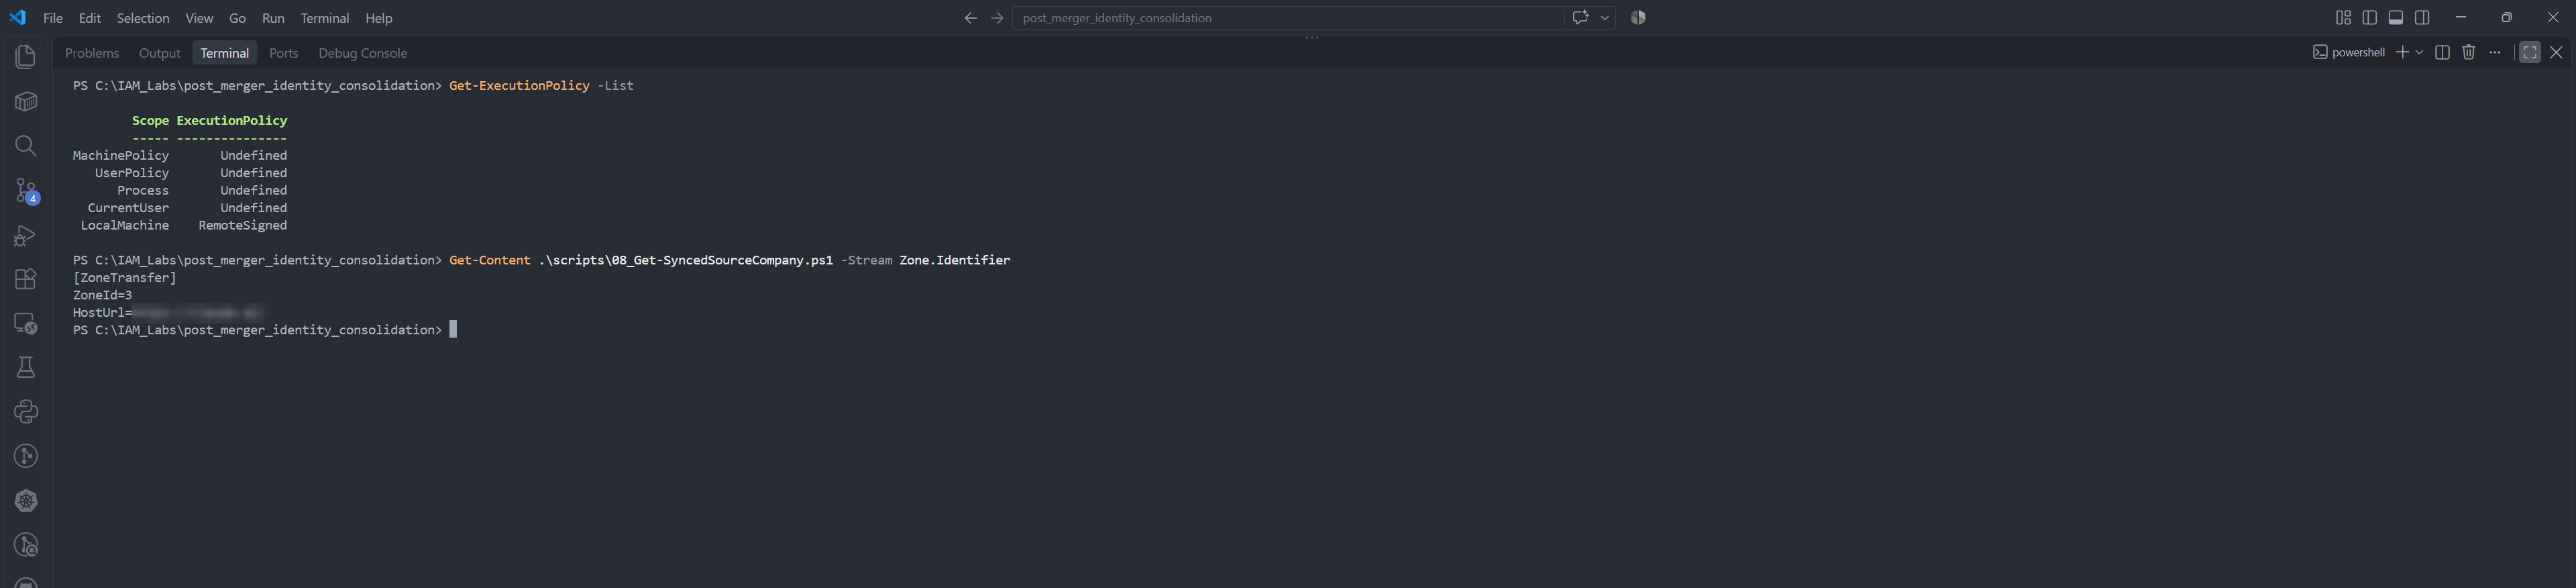 File Edit Selection View Go Run Terminal Help
post_merger_identity_consolidation
Problems Output Terminal Ports Debug Console
powershell
PS C:\IAM_Labs\post_merger_identity_consolidation> Get-ExecutionPolicy -List
Scope ExecutionPolicy
----- ---------------
MachinePolicy Undefined
UserPolicy Undefined
Process Undefined
CurrentUser Undefined
LocalMachine RemoteSigned
PS C:\IAM_Labs\post_merger_identity_consolidation> Get-Content .\scripts\08_Get-SyncedSourceCompany.ps1 -Stream Zone.Identifier
[ZoneTransfer]
ZoneId=3
HostUrl=
PS C:\IAM_Labs\post_merger_identity_consolidation>
4